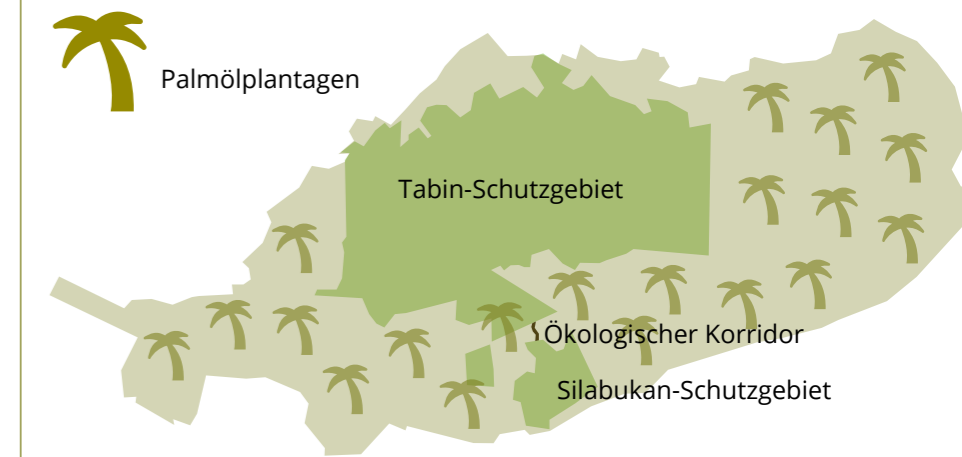 Palmölplantagen
Tabin-Schutzgebiet
Ökologischer Korridor
Silabukan-Schutzgebiet